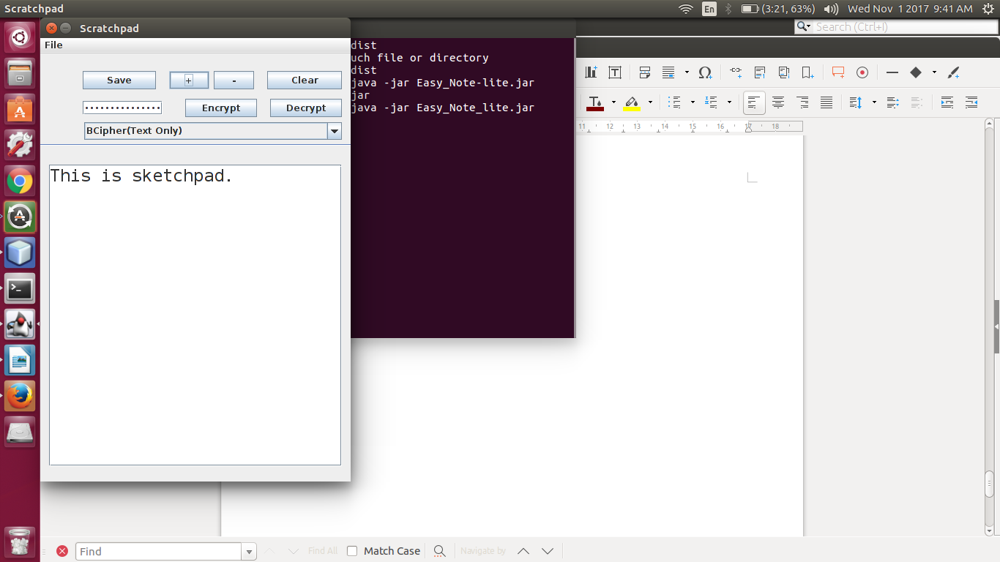 Scratchpad
En
(3:21, 63%)
Wed Nov 1 2017 9:41 AM
Scratchpad
Search (Ctrl+I)
File
Save
+
-
Clear
Encrypt
Decrypt
BCipher(Text Only)
This is sketchpad.
dist
uch file or directory
dist
java -jar Easy_Note-lite.jar
jar
java -jar Easy_Note_lite.jar
11 12 13 14 15 16 17 18
Find
Find All
Match Case
Navigate by